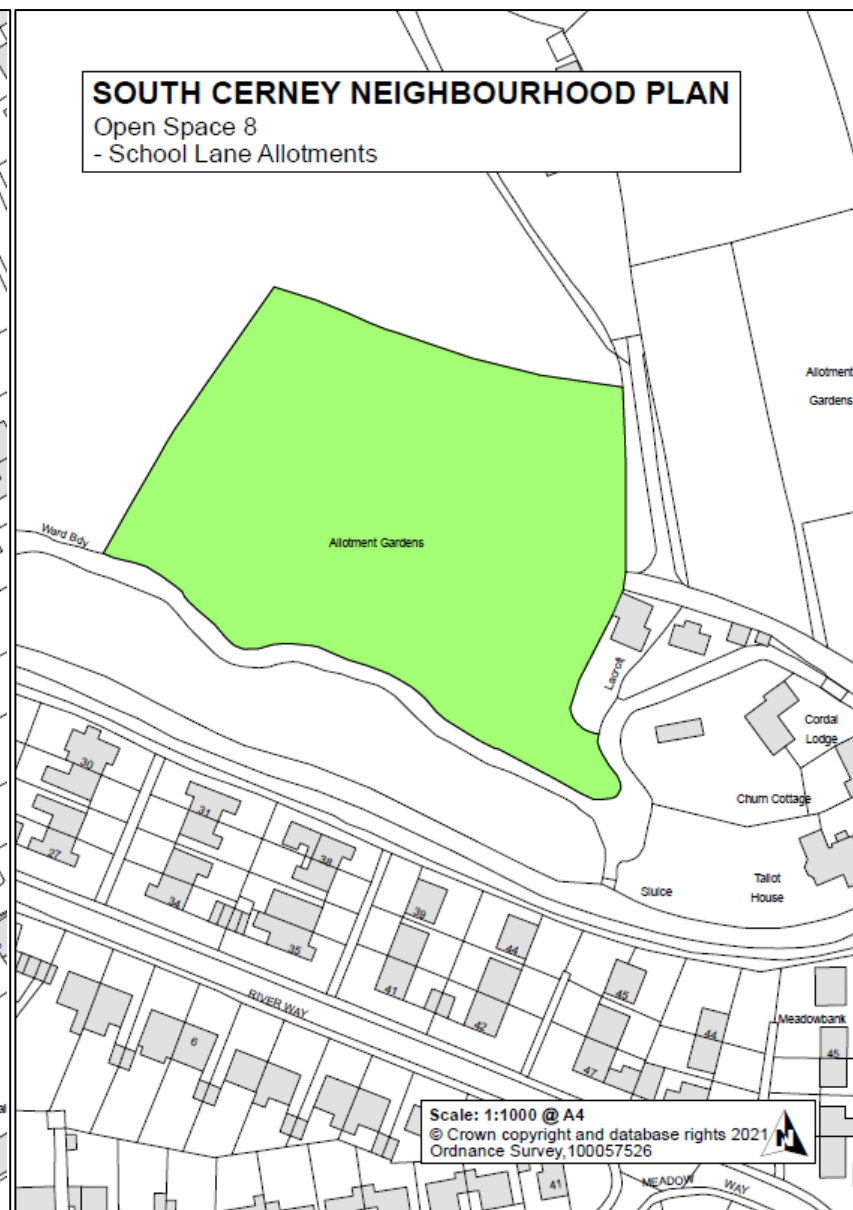 SOUTH CERNEY NEIGHBOURHOOD PLAN
Open Space 8
- School Lane Allotments
Allotment
Gardens
Ward Bdy
Allotment Gardens
Lacroft
Cordal
Lodge
Churn Cottage
Tallot
House
Sluice
30
31
27
38
34
35
39
44
41
42
45
44
47
Meadowbank
45
RIVER WAY
6
Scale: 1:1000 @ A4
© Crown copyright and database rights 2021
Ordnance Survey,100057526
N
41
MEADOW WAY